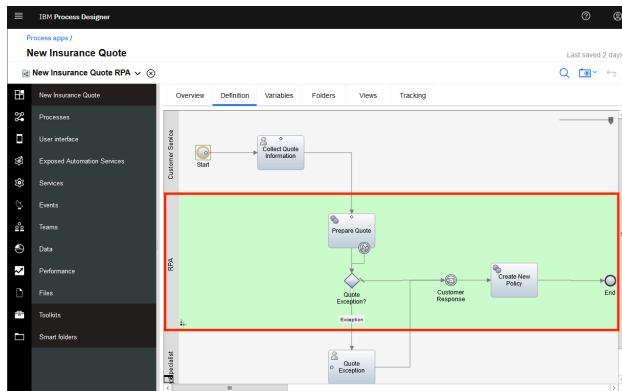 IBM Process Designer
Process apps /
New Insurance Quote
Last saved 2 days
New Insurance Quote RPA
New Insurance Quote
Processes
User interface
Exposed Automation Services
Services
Events
Teams
Data
Performance
Files
Toolkits
Smart folders
Overview Definition Variables Folders Views Tracking
Customer Service
Start
Collect Quote
Information
RPA
Prepare Quote
Quote
Exception?
Customer
Response
Create New
Policy
End
Exception
pecialist
Quote
Exception